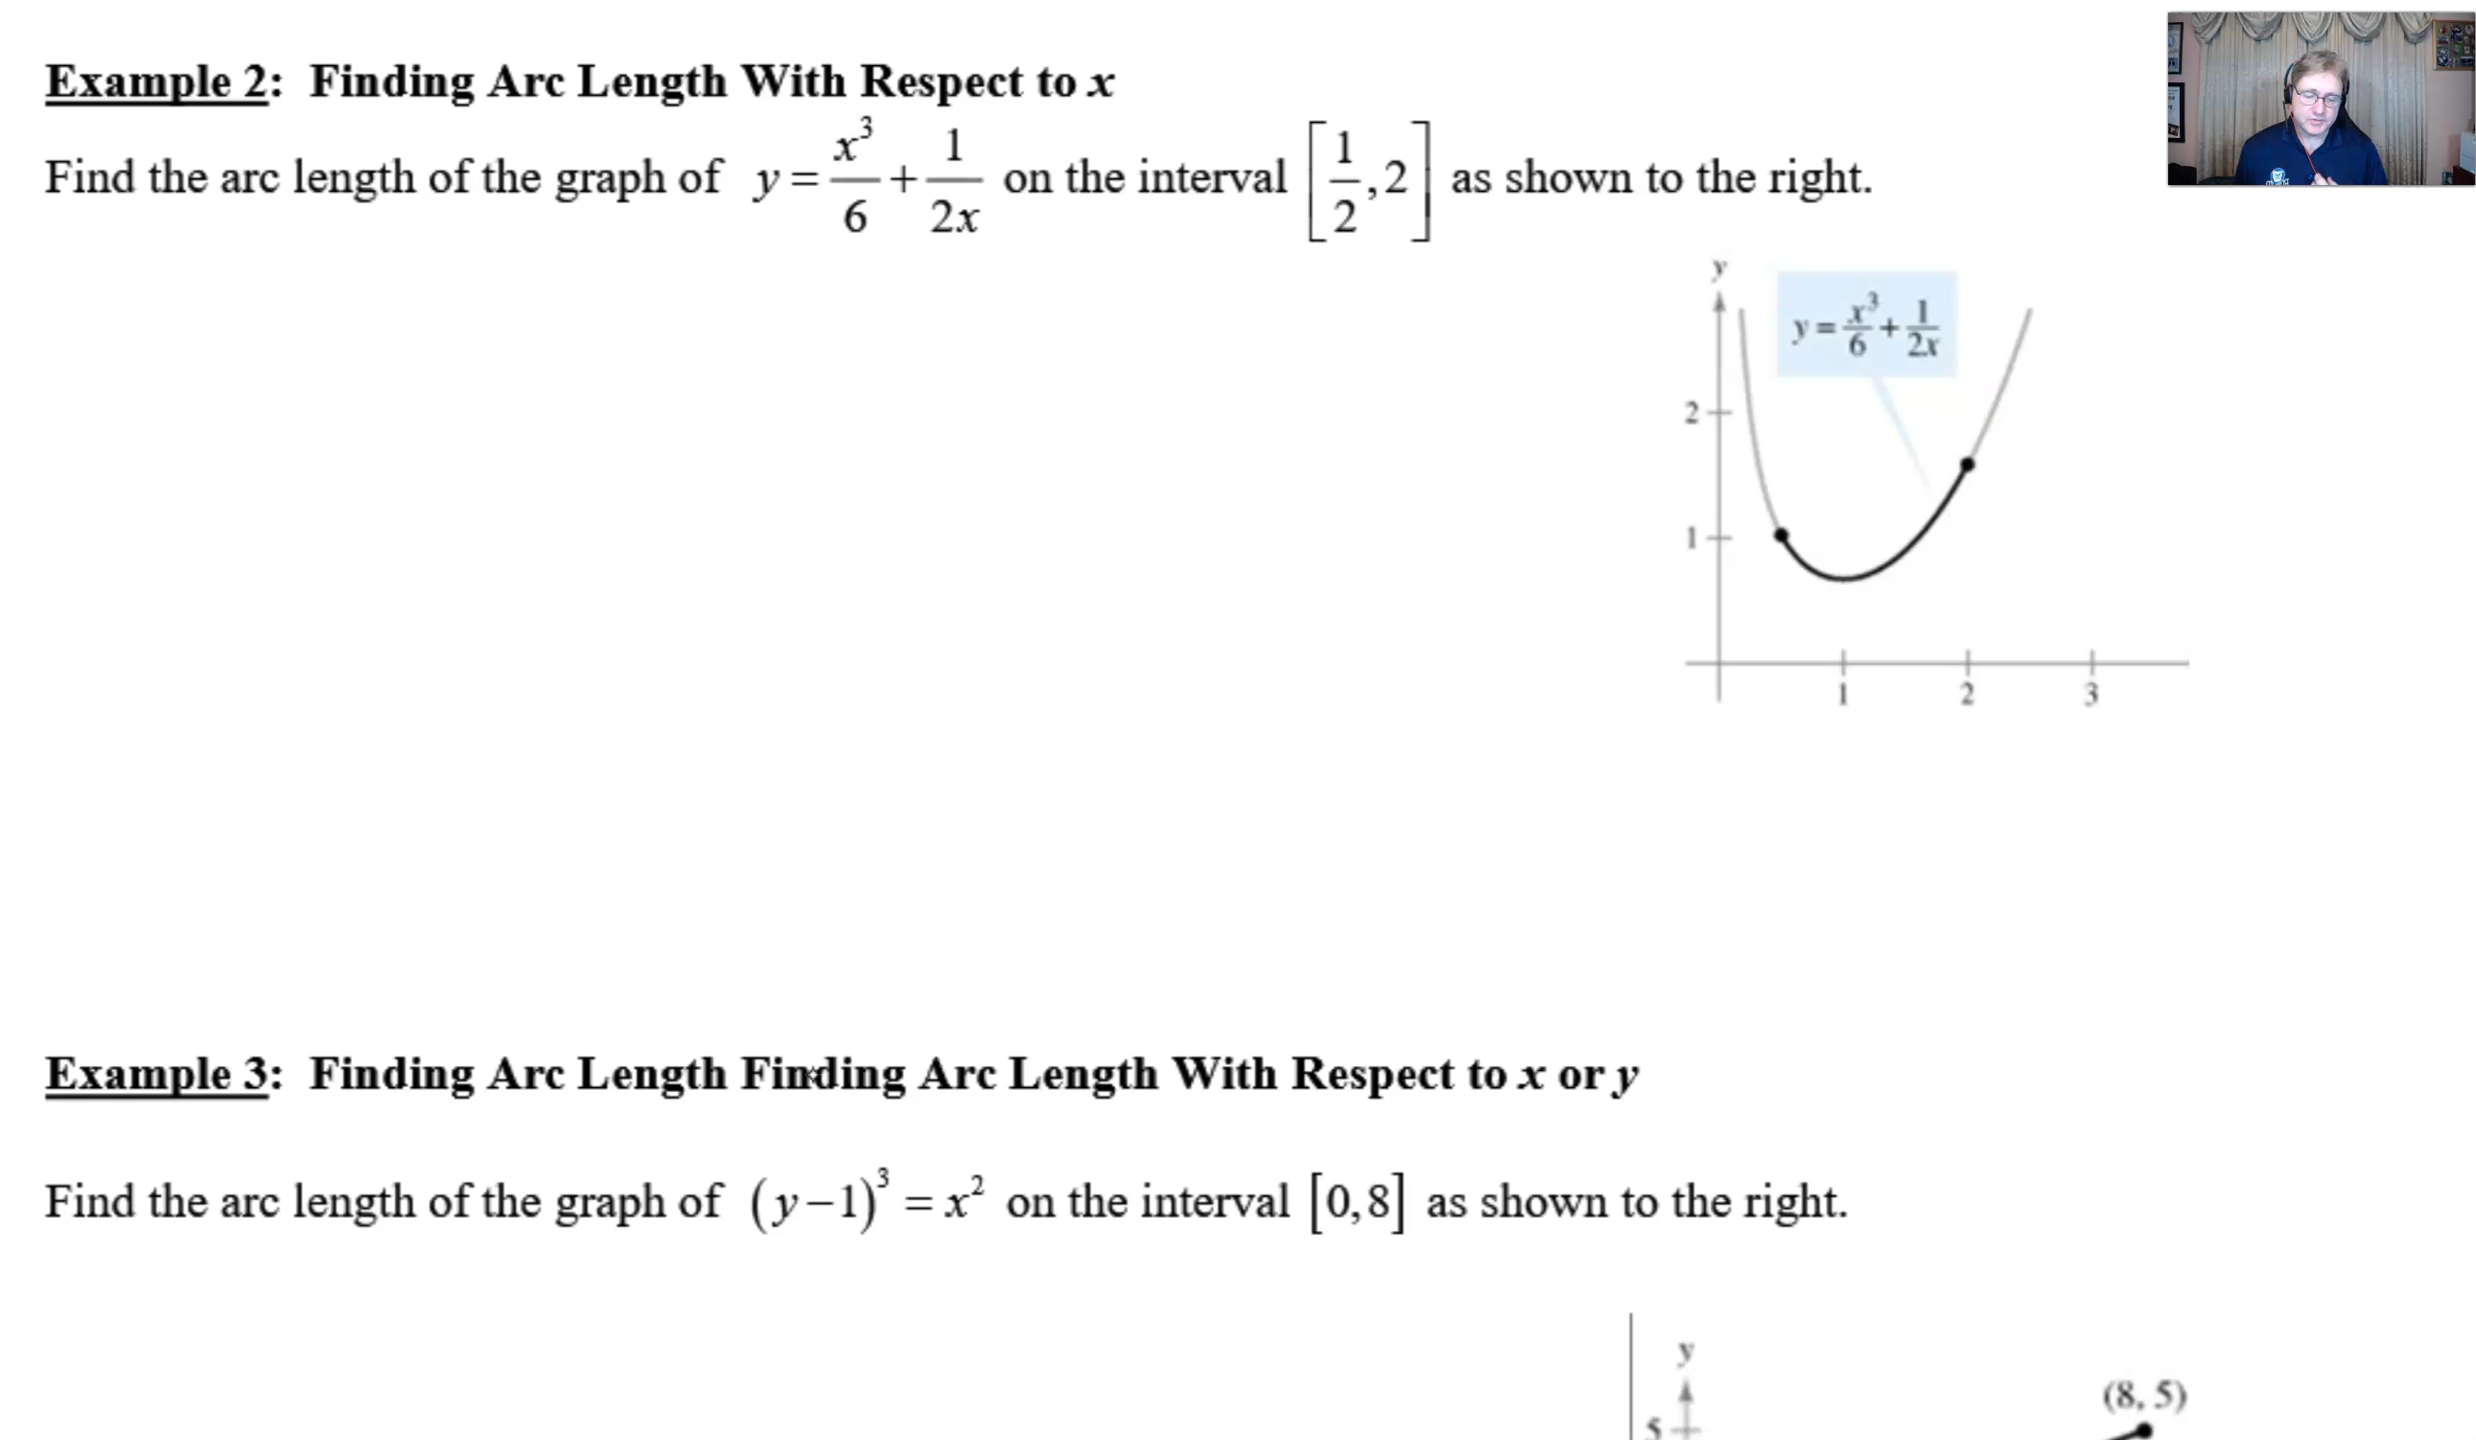 Example 2:  Finding Arc Length With Respect to x
Find the arc length of the graph of y = x³/6 + 1/2x on the interval [1/2, 2] as shown to the right.
y
y = x³/6 + 1/2x
2
1
1 2 3
Example 3:  Finding Arc Length Finding Arc Length With Respect to x or y
Find the arc length of the graph of (y−1)³ = x² on the interval [0,8] as shown to the right.
y
(8, 5)
5